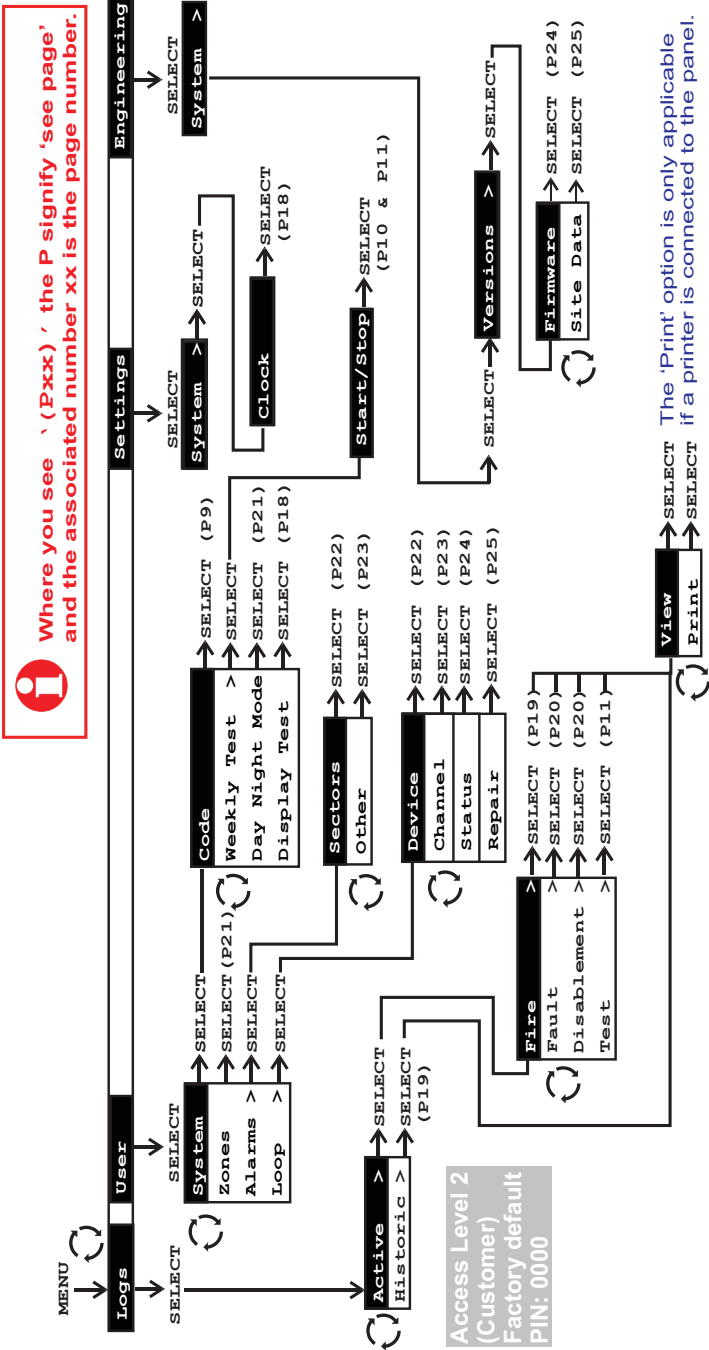 Where you see ‘(Pxx)’ the P signify ‘see page’
and the associated number xx is the page number.
MENU
Logs
User
Settings
Engineering
SELECT
SELECT
SELECT
SELECT
System
Zones
Alarms >
Loop >
SELECT
SELECT (P21)
SELECT
SELECT
System >
SELECT
Clock
SELECT
(P18)
System >
Code
Weekly Test >
Day Night Mode
Display Test
SELECT (P9)
SELECT
SELECT (P21)
SELECT (P18)
Start/Stop
SELECT
(P10 & P11)
Sectors
Other
SELECT (P22)
SELECT (P23)
Device
Channel
Status
Repair
SELECT (P22)
SELECT (P23)
SELECT (P24)
SELECT (P25)
SELECT
Versions >
SELECT
Firmware
Site Data
SELECT (P24)
SELECT (P25)
Active >
Historic >
SELECT
SELECT
(P19)
Fire >
Fault >
Disablement >
Test >
SELECT (P19)
SELECT (P20)
SELECT (P20)
SELECT (P11)
View
Print
SELECT
SELECT
The ‘Print’ option is only applicable
if a printer is connected to the panel.
Access Level 2
(Customer)
Factory default
PIN: 0000